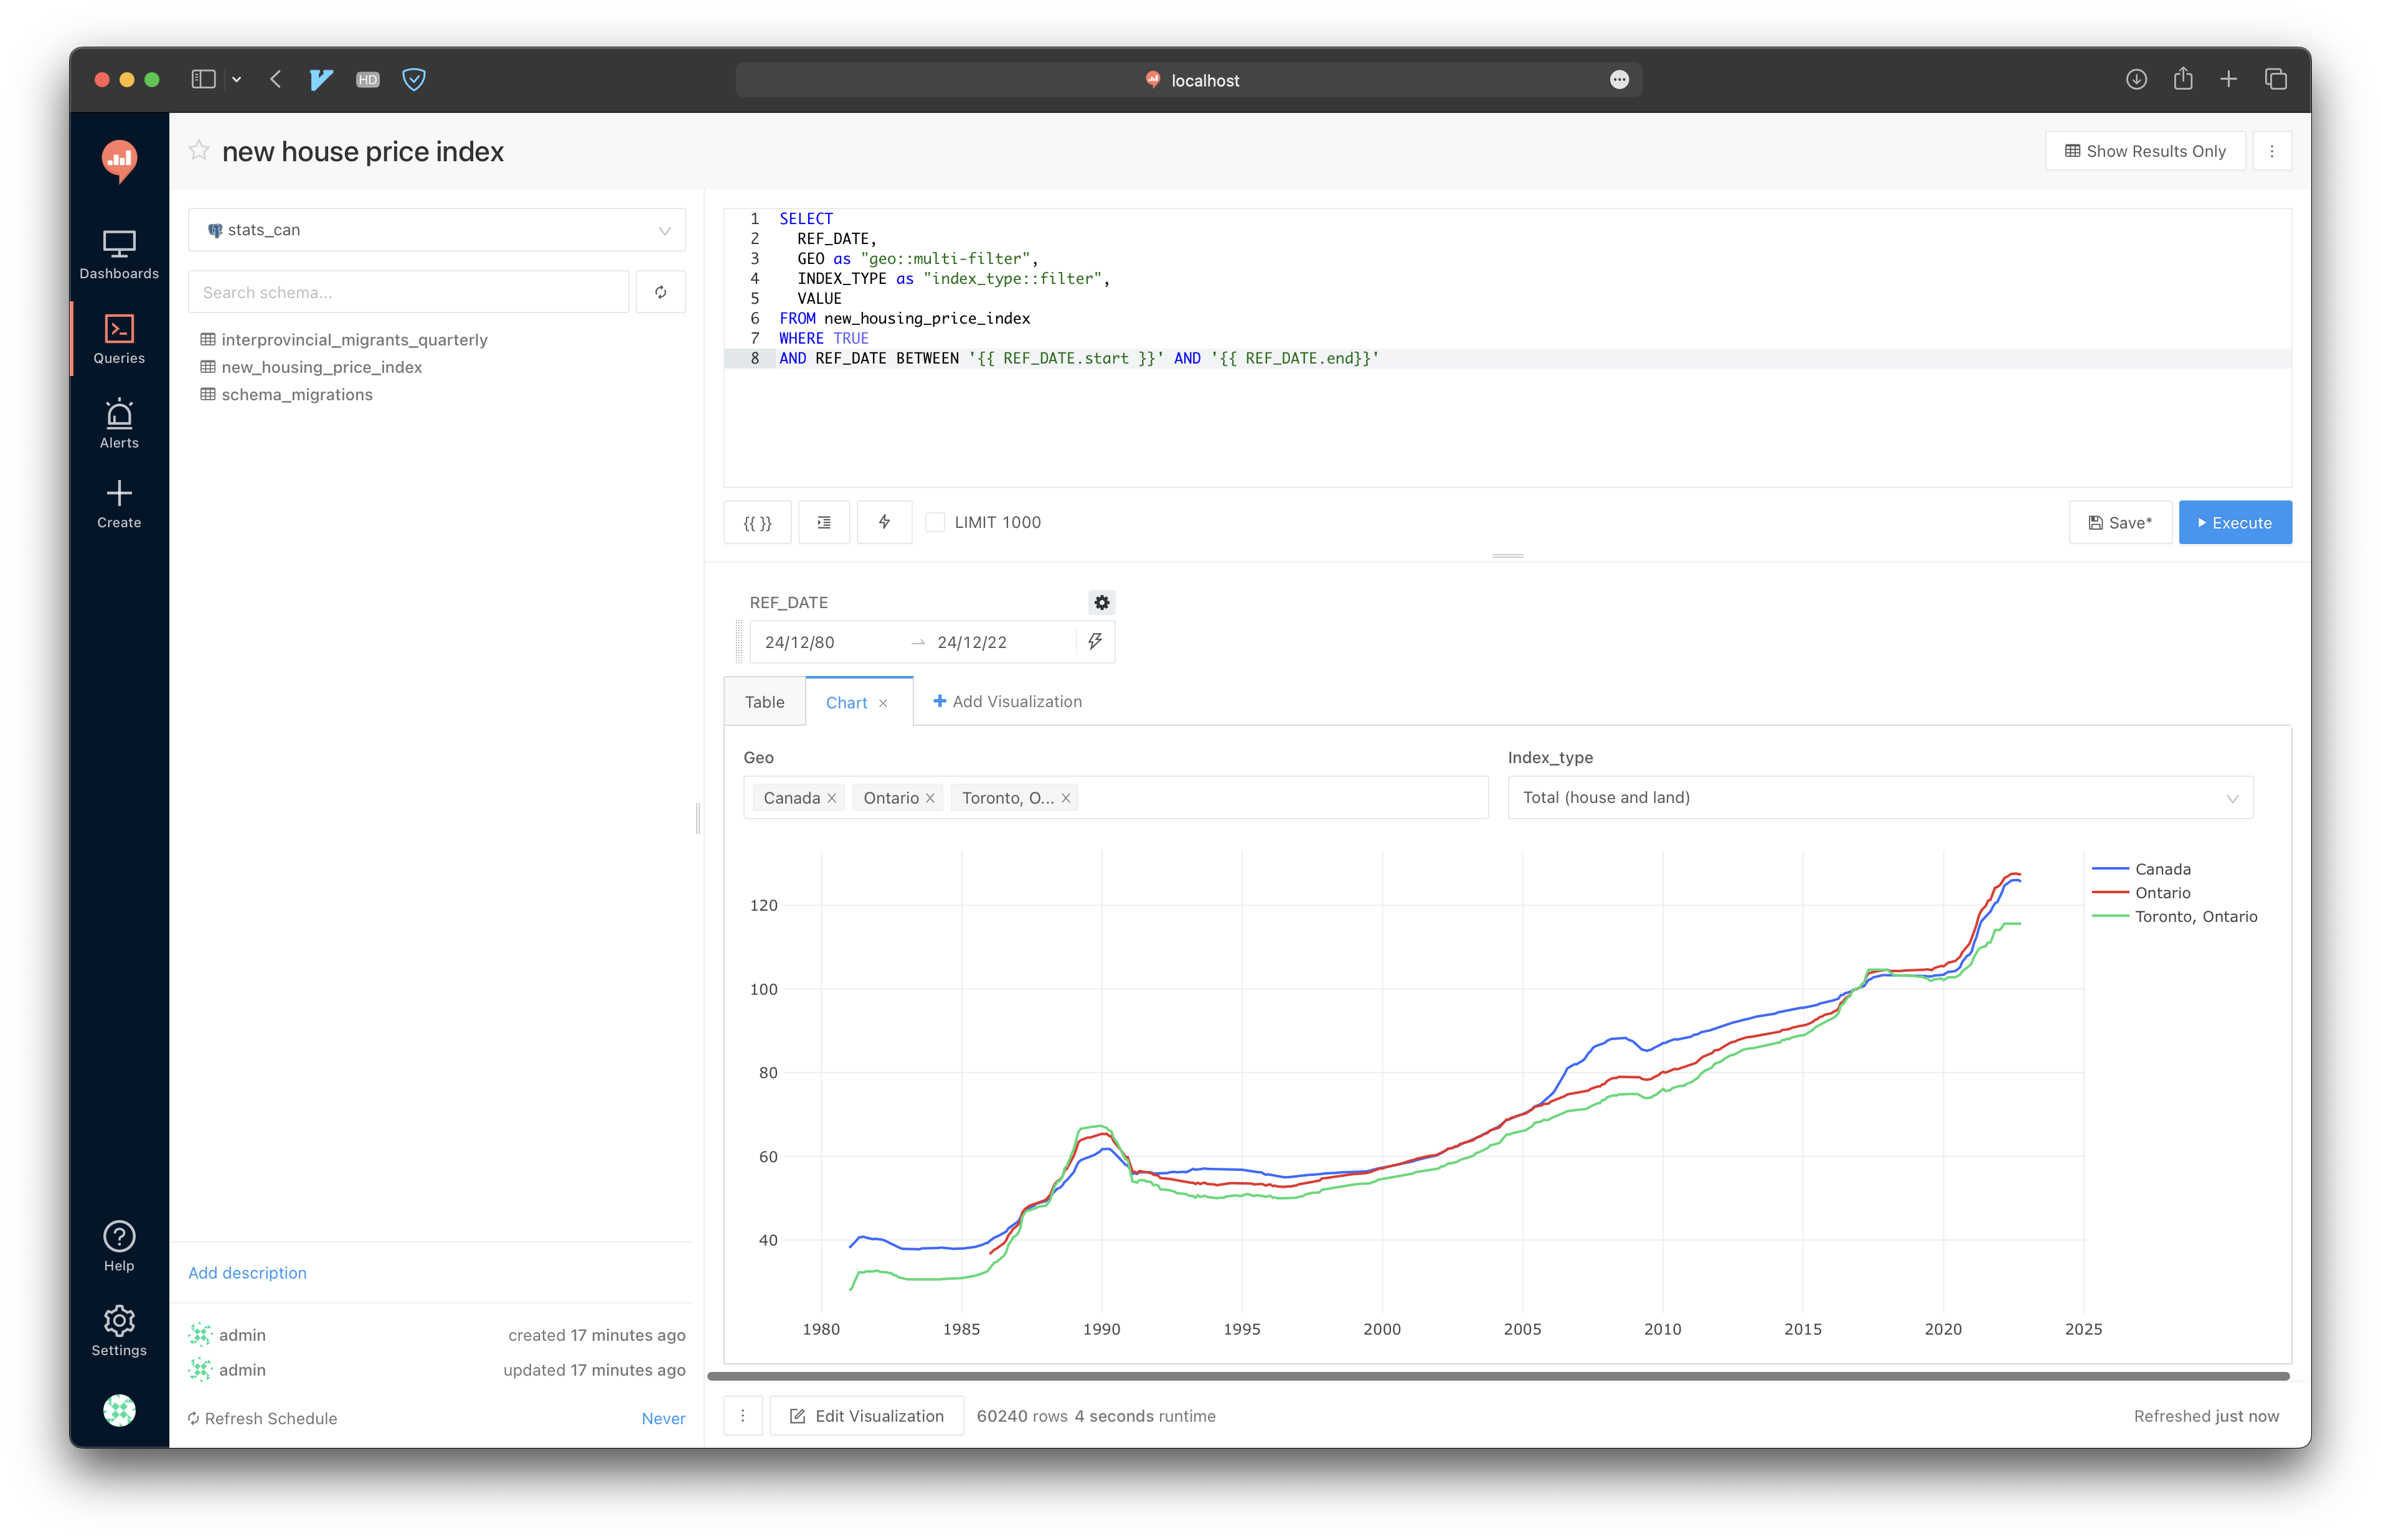 HD
localhost
new house price index
Show Results Only
Dashboards
Queries
Alerts
Create
Help
Settings
stats_can
Search schema...
interprovincial_migrants_quarterly
new_housing_price_index
schema_migrations
Add description
admin created 17 minutes ago
admin updated 17 minutes ago
Refresh Schedule Never
1 SELECT
2 REF_DATE,
3 GEO as "geo::multi-filter",
4 INDEX_TYPE as "index_type::filter",
5 VALUE
6 FROM new_housing_price_index
7 WHERE TRUE
8 AND REF_DATE BETWEEN '{{ REF_DATE.start }}' AND '{{ REF_DATE.end}}'
{{ }} LIMIT 1000 Save* Execute
REF_DATE
24/12/80 → 24/12/22
Table Chart × Add Visualization
Geo Index_type
Canada × Ontario × Toronto, O... × Total (house and land)
Canada
Ontario
Toronto, Ontario
120
100
80
60
40
1980 1985 1990 1995 2000 2005 2010 2015 2020 2025
Edit Visualization 60240 rows 4 seconds runtime Refreshed just now